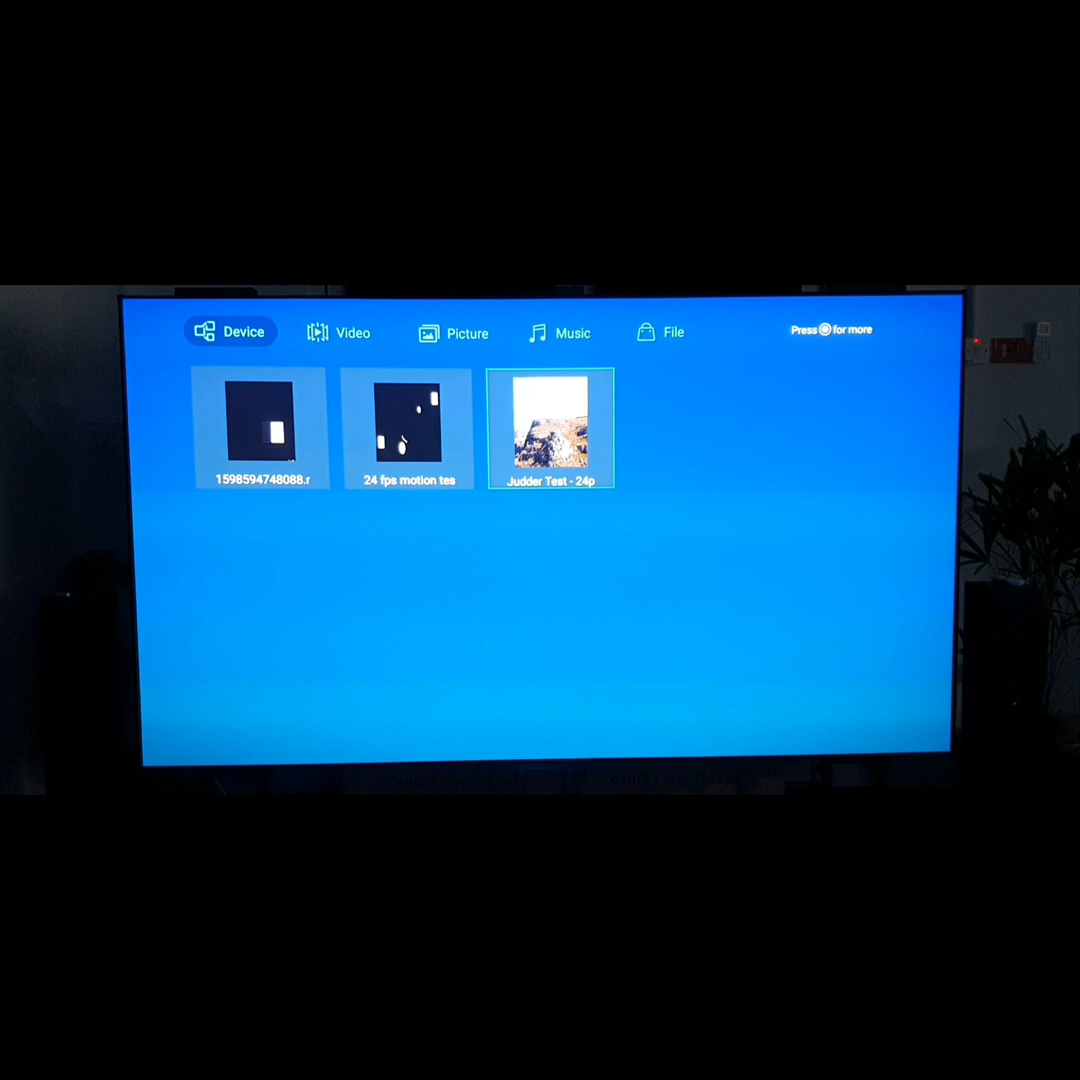 Device
Video
Picture
Music
File
Press for more
1598594748088.r
24 fps motion tes
Judder Test - 24p